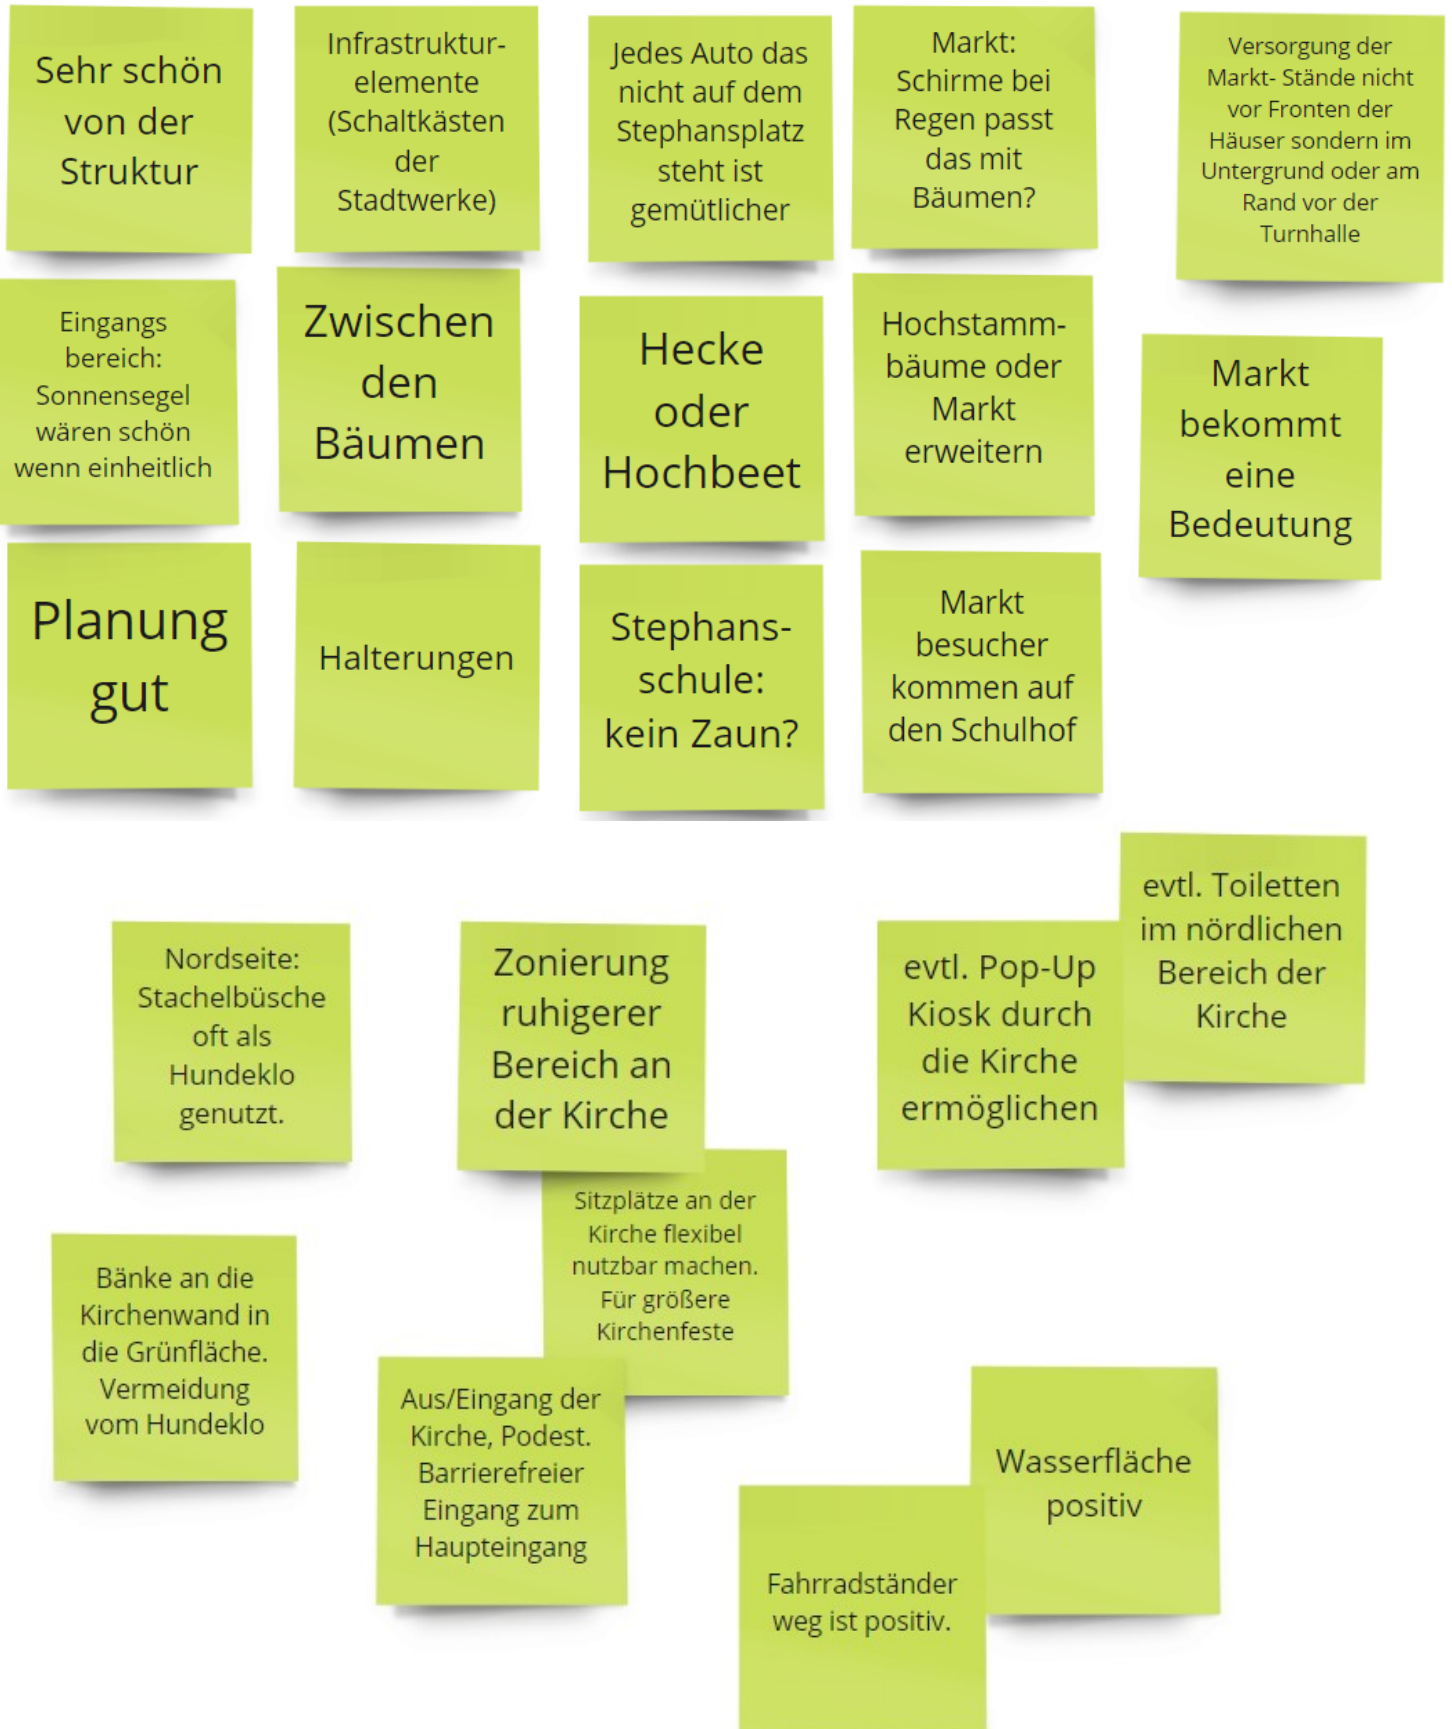 Sehr schön
von der
Struktur
Infrastruktur-
elemente
(Schaltkästen
der
Stadtwerke)
Jedes Auto das
nicht auf dem
Stephansplatz
steht ist
gemütlicher
Markt:
Schirme bei
Regen passt
das mit
Bäumen?
Versorgung der
Markt- Stände nicht
vor Fronten der
Häuser sondern im
Untergrund oder am
Rand vor der
Turnhalle
Eingangs
bereich:
Sonnensegel
wären schön
wenn einheitlich
Zwischen
den
Bäumen
Hecke
oder
Hochbeet
Hochstamm-
bäume oder
Markt
erweitern
Markt
bekommt
eine
Bedeutung
Planung
gut
Halterungen
Stephans-
schule:
kein Zaun?
Markt
besucher
kommen auf
den Schulhof
Nordseite:
Stachelbüsche
oft als
Hundeklo
genutzt.
Zonierung
ruhigerer
Bereich an
der Kirche
evtl. Pop-Up
Kiosk durch
die Kirche
ermöglichen
evtl. Toiletten
im nördlichen
Bereich der
Kirche
Sitzplätze an der
Kirche flexibel
nutzbar machen.
Für größere
Kirchenfeste
Bänke an die
Kirchenwand in
die Grünfläche.
Vermeidung
vom Hundeklo
Aus/Eingang der
Kirche, Podest.
Barrierefreier
Eingang zum
Haupteingang
Wasserfläche
positiv
Fahrradständer
weg ist positiv.